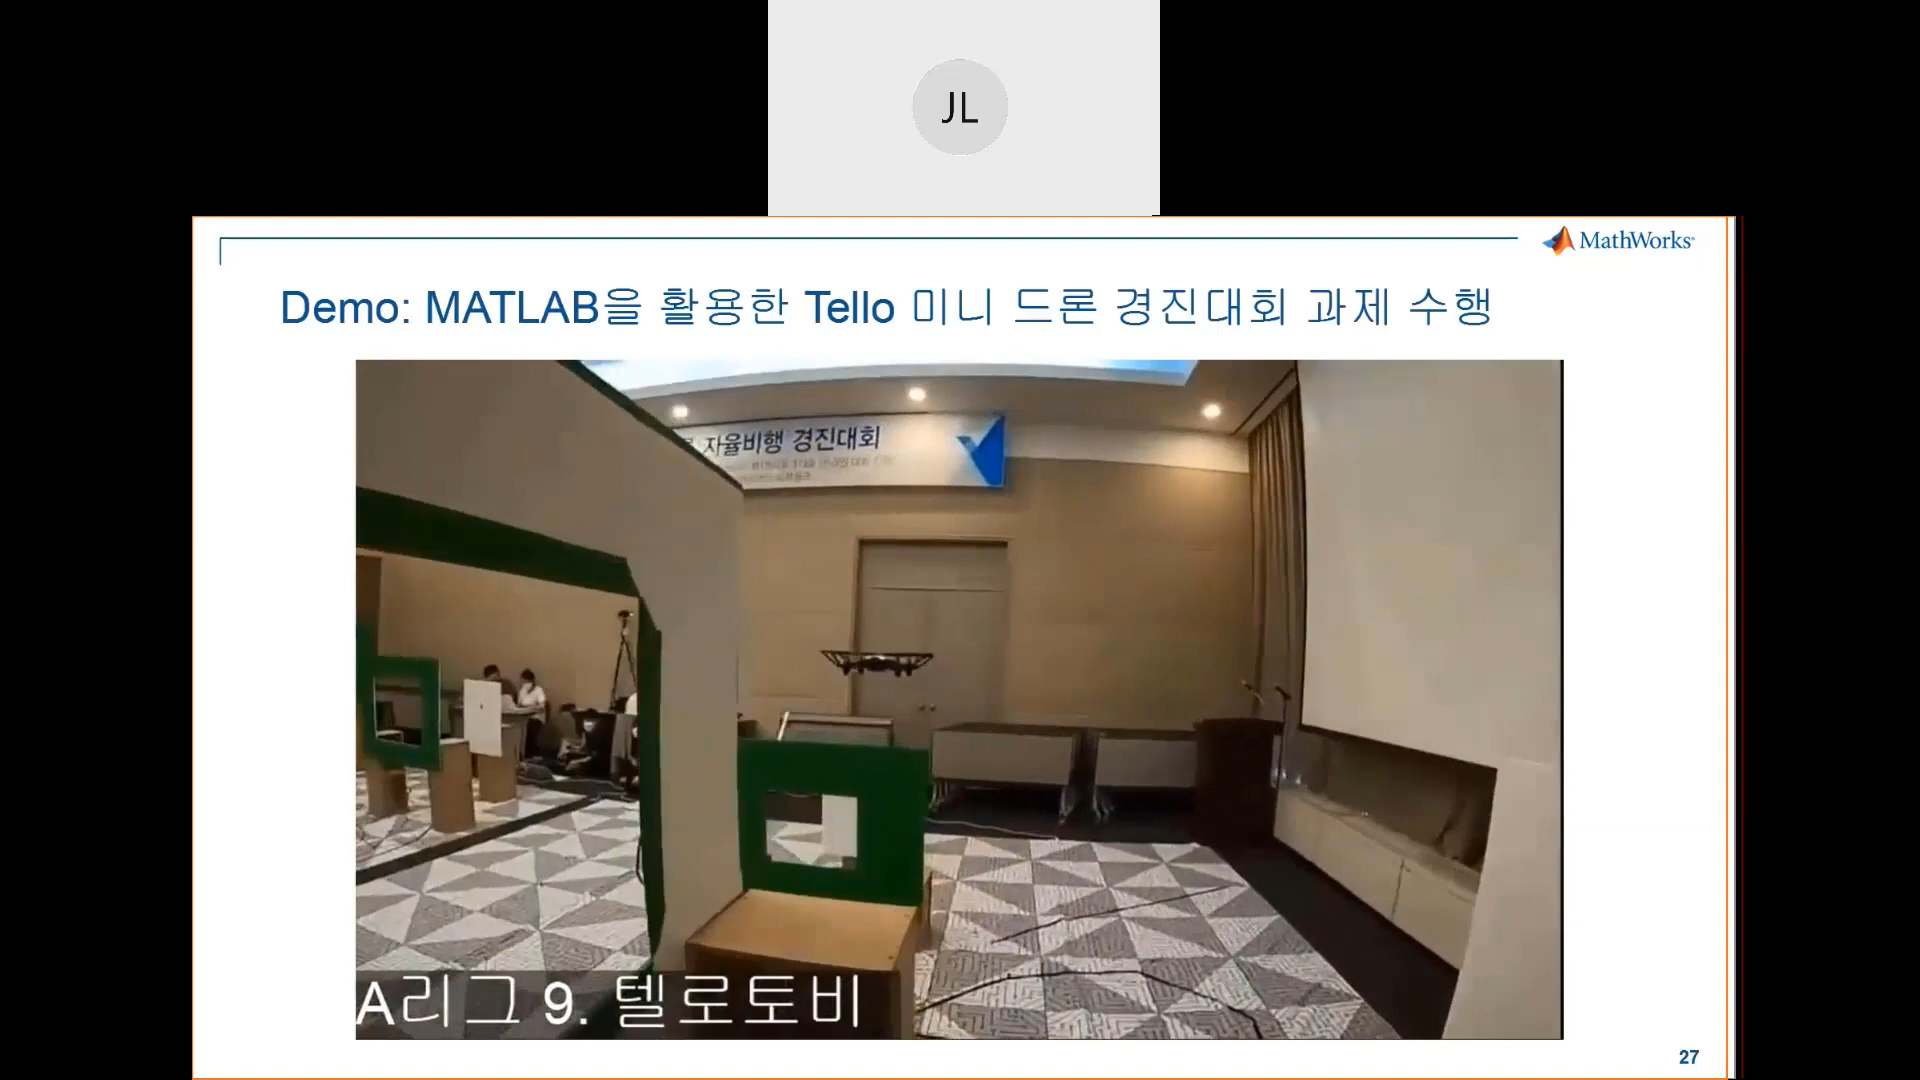 JL
MathWorks
Demo: MATLAB을 활용한 Tello 미니 드론 경진대회 과제 수행
자율비행 경진대회
A리그 9. 텔로토비
27